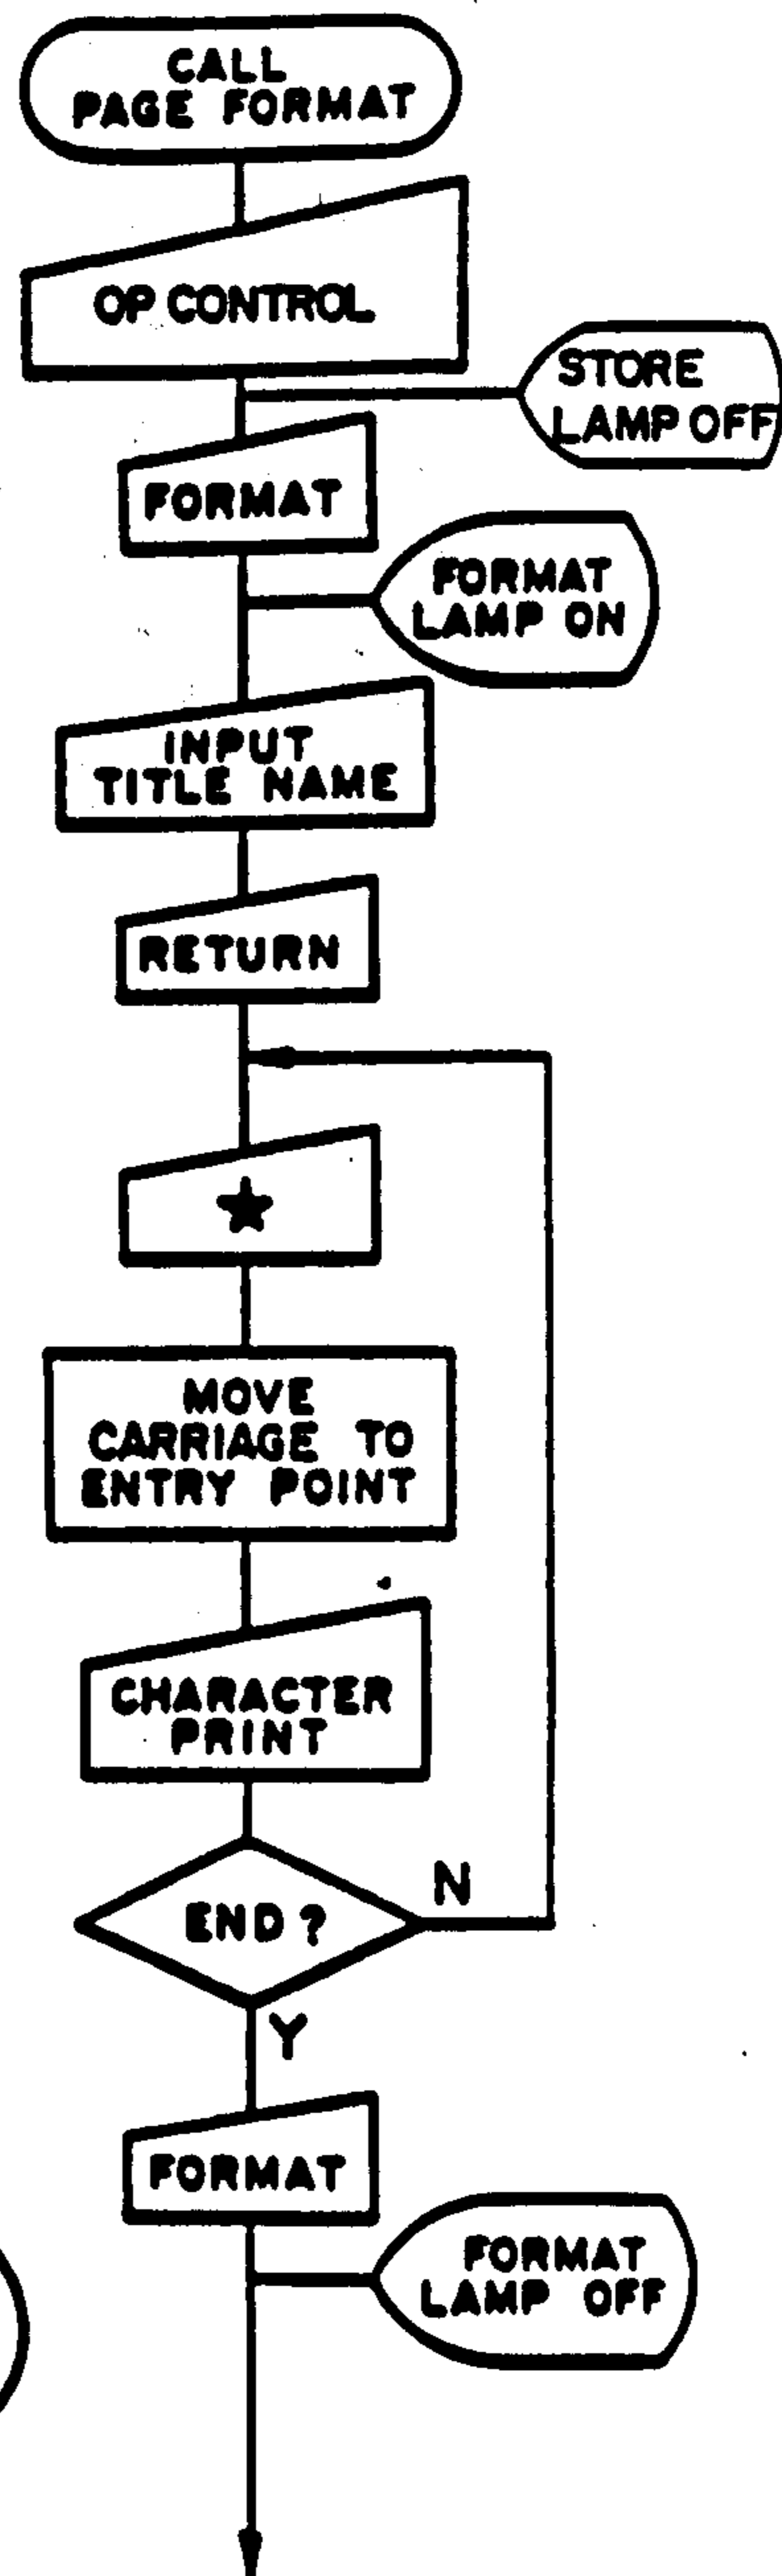 CALL
PAGE FORMAT
OP CONTROL
STORE
LAMP OFF
FORMAT
FORMAT
LAMP ON
INPUT
TITLE NAME
RETURN
★
MOVE
CARRIAGE TO
ENTRY POINT
CHARACTER
PRINT
END?
N
Y
FORMAT
FORMAT
LAMP OFF